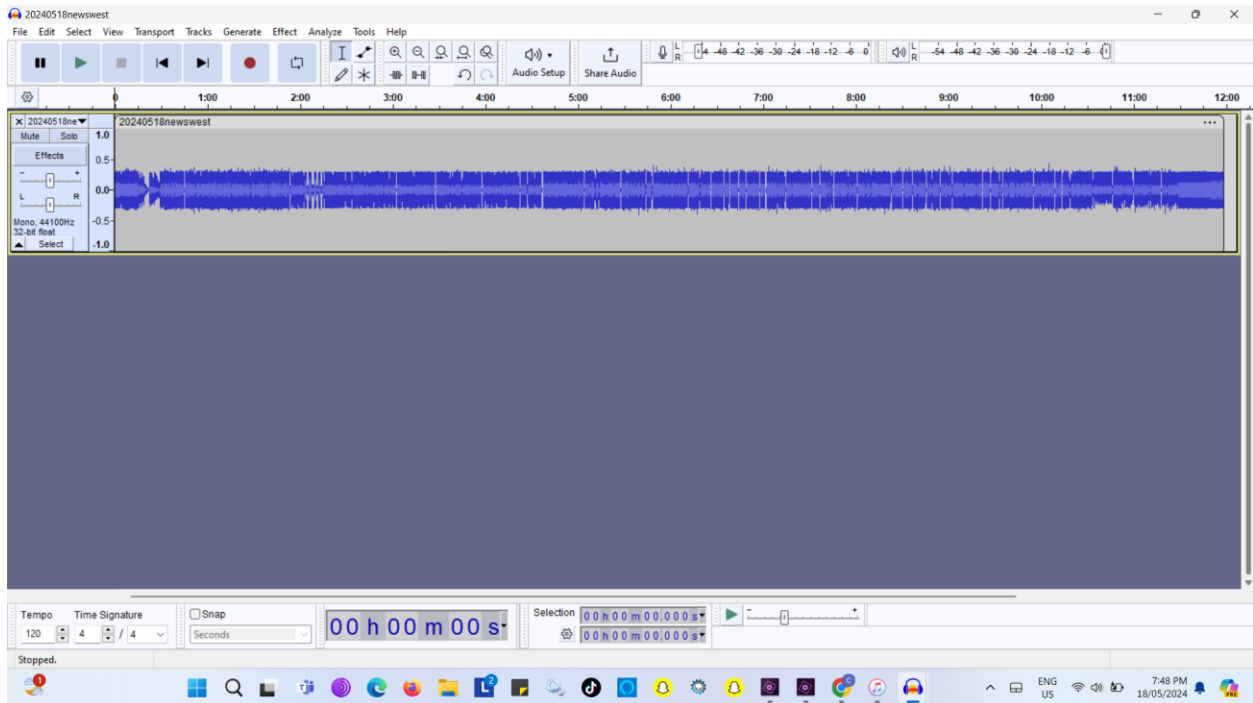 20240518newswest
File Edit Select View Transport Tracks Generate Effect Analyze Tools Help
Audio Setup
Share Audio
L
R
-48 -42 -36 -30 -24 -18 -12 -6 0
L
R
-54 -48 -42 -36 -30 -24 -18 -12 -6
0 1:00 2:00 3:00 4:00 5:00 6:00 7:00 8:00 9:00 10:00 11:00 12:00
20240518ne
20240518newswest
...
Mute Solo
Effects
- +
L R
Mono, 44100Hz
32-bit float
Select
1.0
0.5
0.0
-0.5
-1.0
Tempo
120
Time Signature
4 / 4
Snap
Seconds
00 h 00 m 00 s
Selection
00 h 00 m 00.000 s
00 h 00 m 00.000 s
- +
Stopped.
ENG
US
7:48 PM
18/05/2024